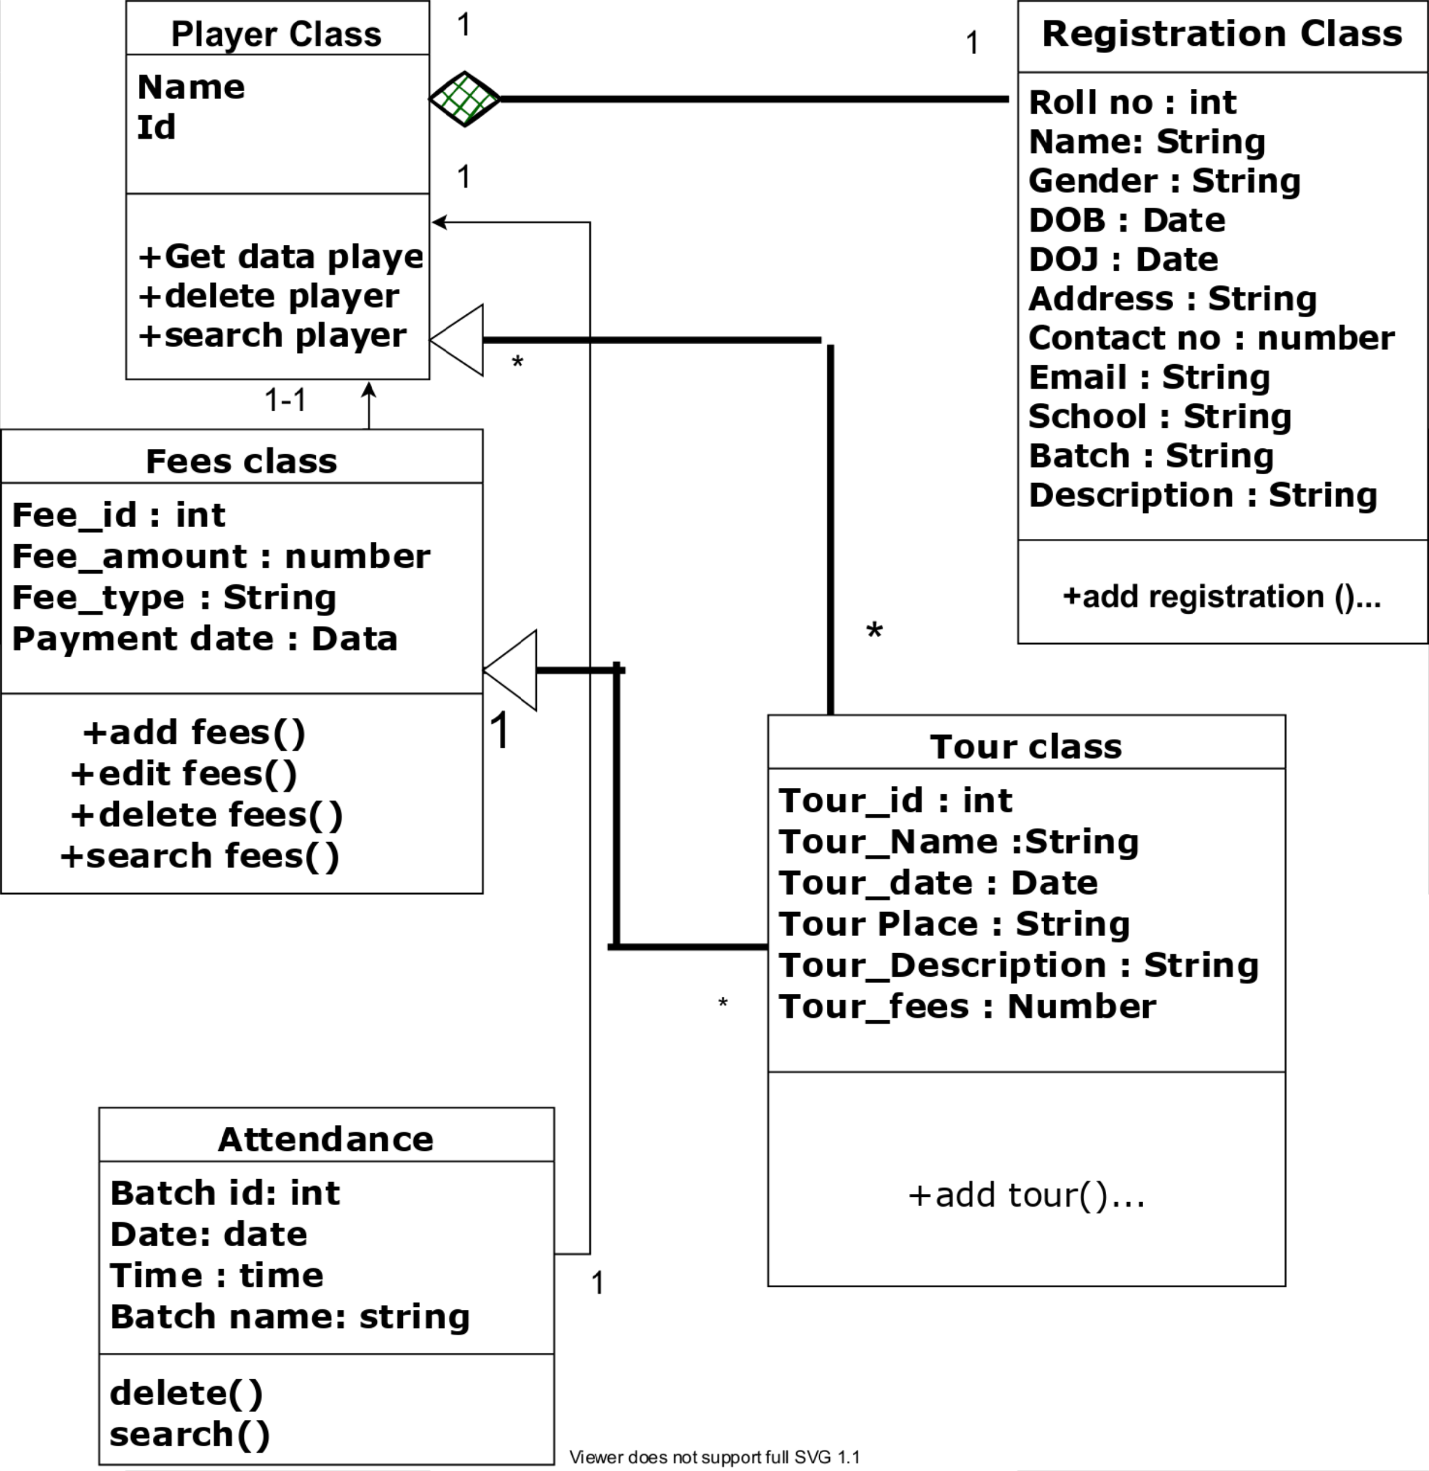 Player Class
1
1
Name
Id
1
+Get data playe
+delete player
+search player
*
1-1
Registration Class
Roll no : int
Name: String
Gender : String
DOB : Date
DOJ : Date
Address : String
Contact no : number
Email : String
School : String
Batch : String
Description : String
+add registration ()...
Fees class
Fee_id : int
Fee_amount : number
Fee_type : String
Payment date : Data
1
+add fees()
+edit fees()
+delete fees()
+search fees()
*
Tour class
Tour_id : int
Tour_Name :String
Tour_date : Date
Tour Place : String
Tour_Description : String
Tour_fees : Number
*
+add tour()...
Attendance
Batch id: int
Date: date
Time : time
Batch name: string
1
delete()
search()
Viewer does not support full SVG 1.1